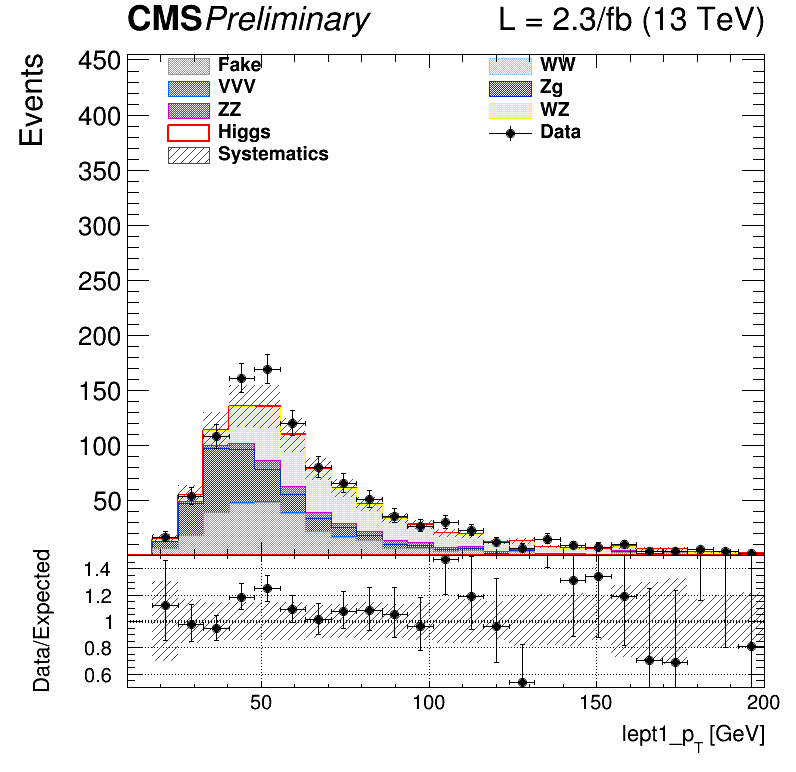 CMS Preliminary L = 2.3/fb (13 TeV)
Events
450
400
350
300
250
200
150
100
50
Fake
VVV
ZZ
Higgs
Systematics
WW
Zg
WZ
Data
Data/Expected
1.4
1.2
1
0.8
0.6
50 100 150 200
lept1_p_T [GeV]